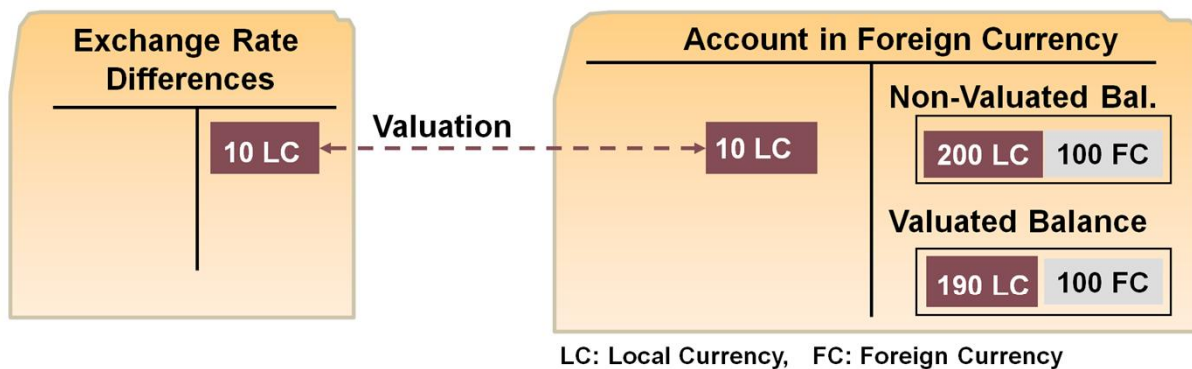 Exchange Rate
Differences
10 LC
Valuation
Account in Foreign Currency
10 LC
Non-Valuated Bal.
200 LC 100 FC
Valuated Balance
190 LC 100 FC
LC: Local Currency, FC: Foreign Currency